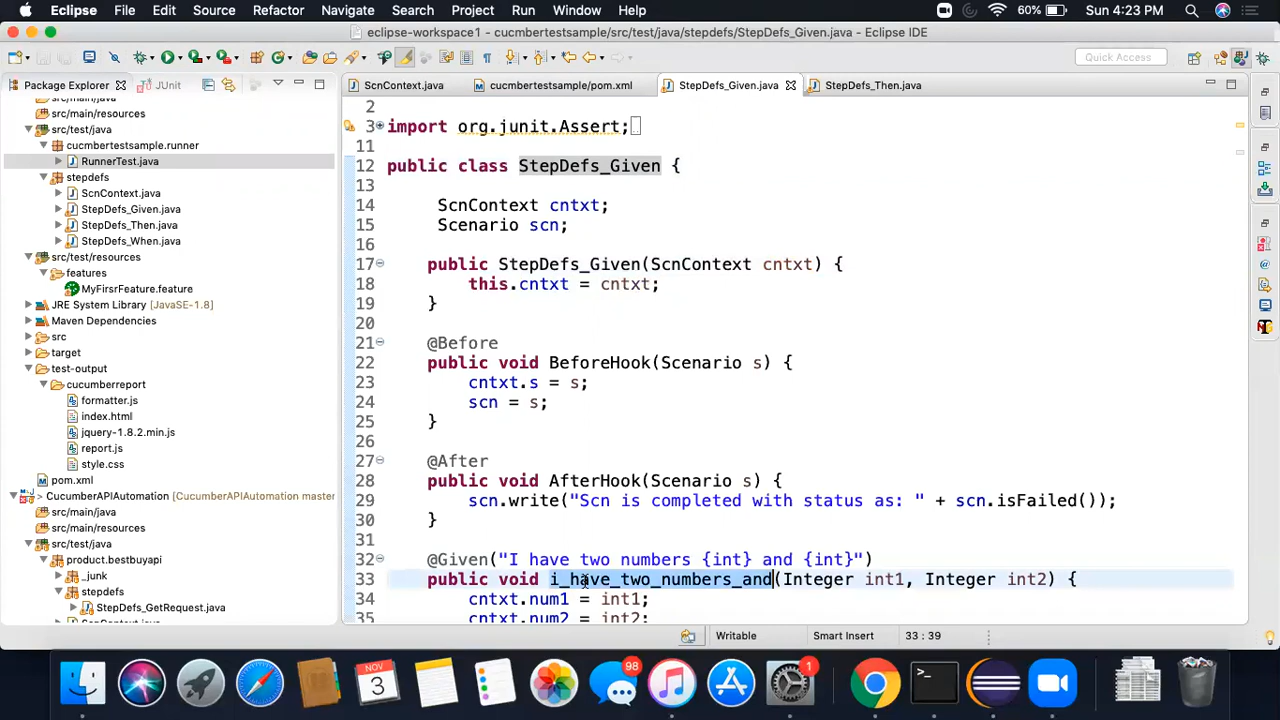 Eclipse File Edit Source Refactor Navigate Search Project Run Window Help 60% Sun 4:23 PM
eclipse-workspace1 - cucmbertestsample/src/test/java/stepdefs/StepDefs_Given.java - Eclipse IDE
Quick Access
Package Explorer JUnit
ScnContext.java cucmbertestsample/pom.xml StepDefs_Given.java StepDefs_Then.java
src/main/java
src/main/resources
src/test/java
cucmbertestsample.runner
RunnerTest.java
stepdefs
ScnContext.java
StepDefs_Given.java
StepDefs_Then.java
StepDefs_When.java
src/test/resources
features
MyFirsrFeature.feature
JRE System Library [JavaSE-1.8]
Maven Dependencies
src
target
test-output
cucumberreport
formatter.js
index.html
jquery-1.8.2.min.js
report.js
style.css
pom.xml
> CucumberAPIAutomation [CucumberAPIAutomation master
src/main/java
src/main/resources
src/test/java
product.bestbuyapi
_junk
stepdefs
StepDefs_GetRequest.java
ScnContext.java
2
3 import org.junit.Assert;
11
12 public class StepDefs_Given {
13
14 ScnContext cntxt;
15 Scenario scn;
16
17 public StepDefs_Given(ScnContext cntxt) {
18 this.cntxt = cntxt;
19 }
20
21 @Before
22 public void BeforeHook(Scenario s) {
23 cntxt.s = s;
24 scn = s;
25 }
26
27 @After
28 public void AfterHook(Scenario s) {
29 scn.write("Scn is completed with status as: " + scn.isFailed());
30 }
31
32 @Given("I have two numbers {int} and {int}")
33 public void i_have_two_numbers_and(Integer int1, Integer int2) {
34 cntxt.num1 = int1;
35 cntxt.num2 = int2;
Writable Smart Insert 33 : 39
NOV
3
98
1